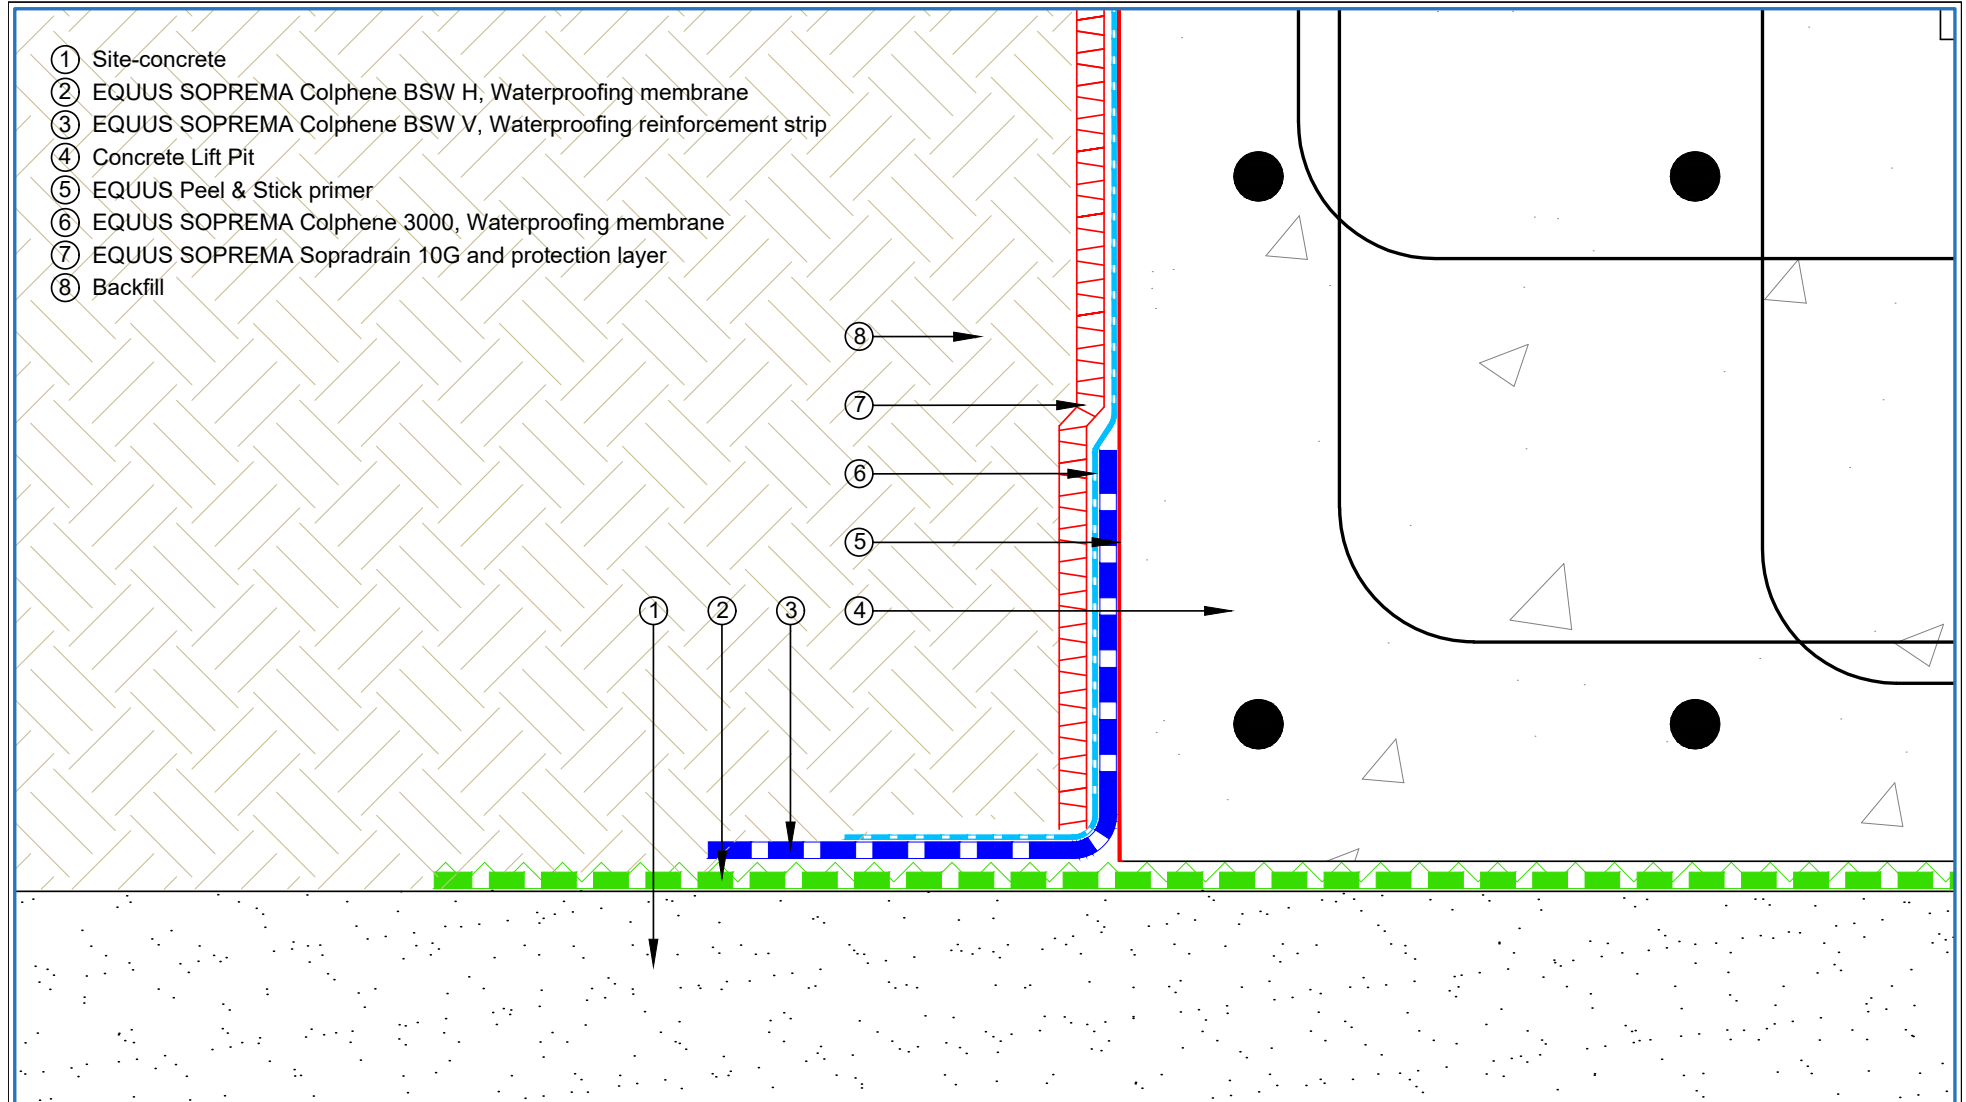 ① Site-concrete
② EQUUS SOPREMA Colphene BSW H, Waterproofing membrane
③ EQUUS SOPREMA Colphene BSW V, Waterproofing reinforcement strip
④ Concrete Lift Pit
⑤ EQUUS Peel & Stick primer
⑥ EQUUS SOPREMA Colphene 3000, Waterproofing membrane
⑦ EQUUS SOPREMA Sopradrain 10G and protection layer
⑧ Backfill
⑧
⑦
⑥
⑤
① ② ③ ④